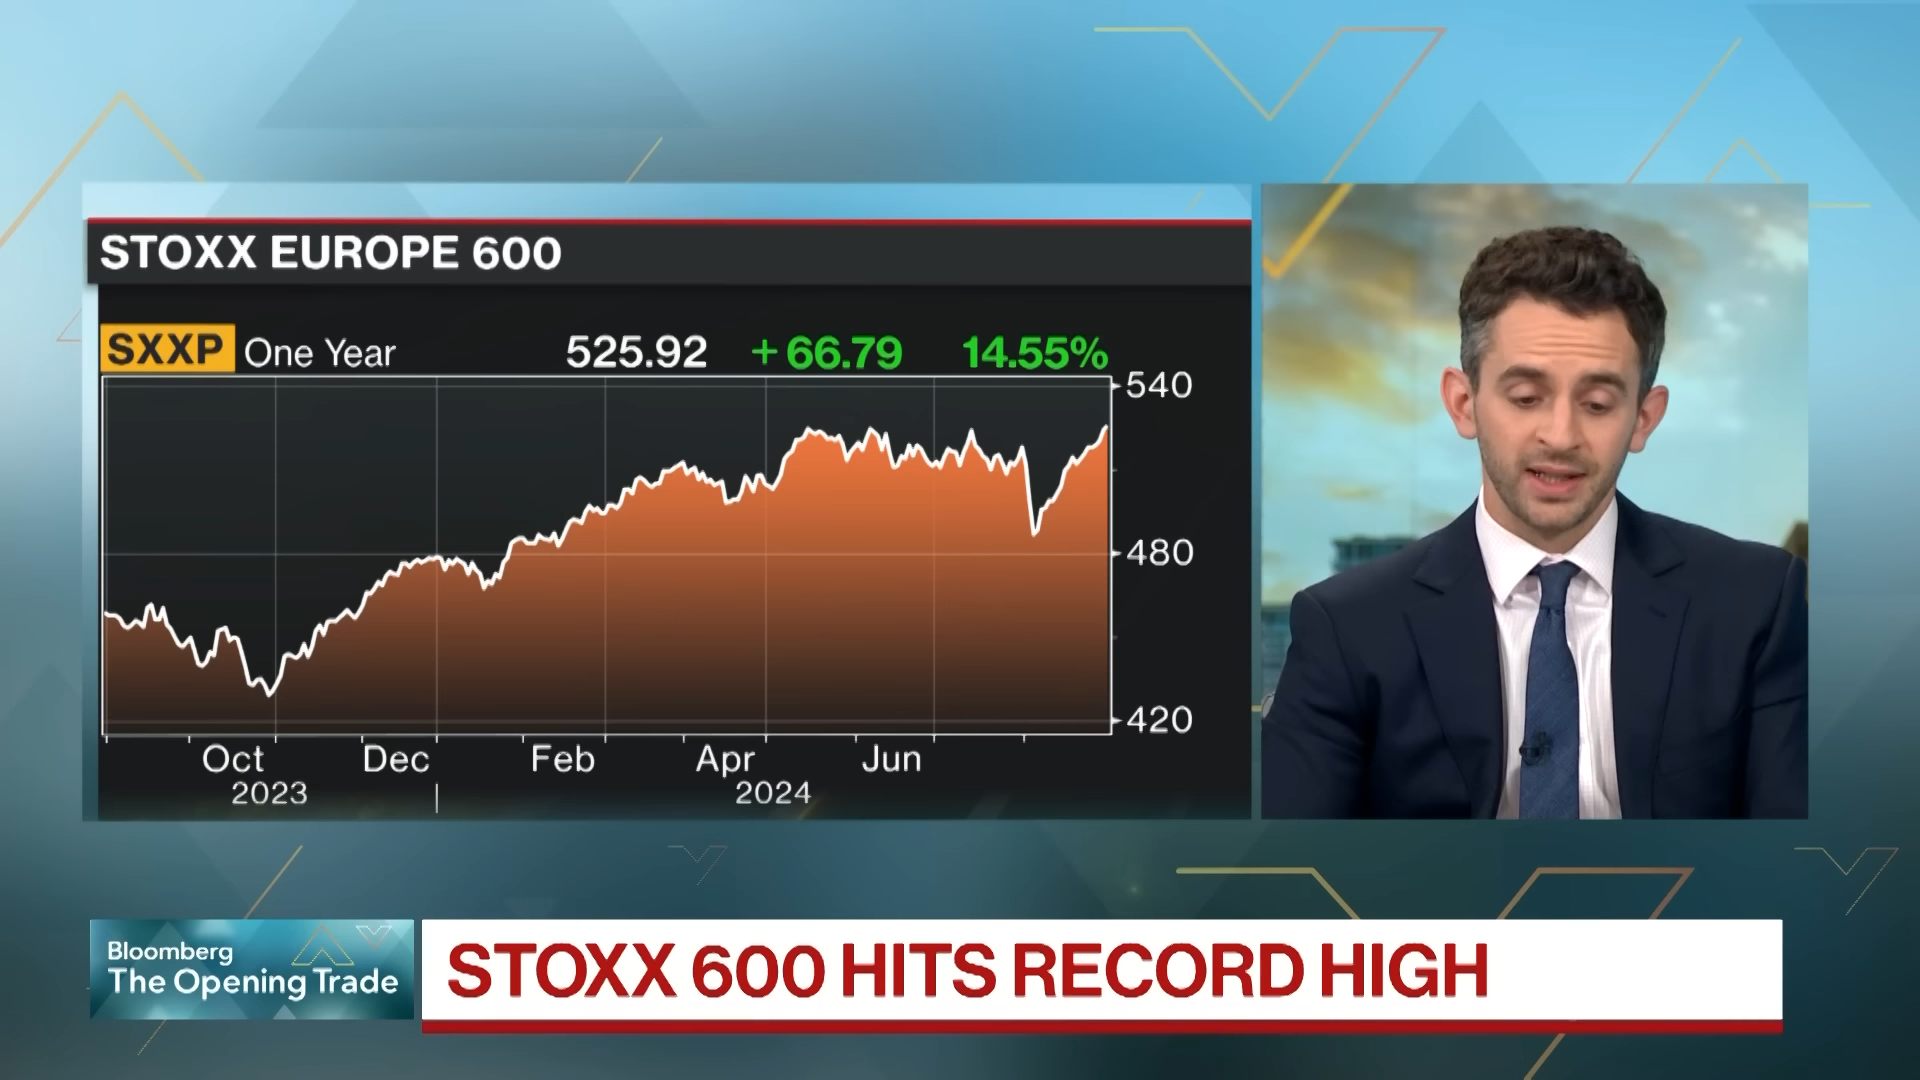 STOXX EUROPE 600
SXXP One Year 525.92 +66.79 14.55%
540
480
420
Oct Dec Feb Apr Jun
2023 2024
Bloomberg
The Opening Trade
STOXX 600 HITS RECORD HIGH